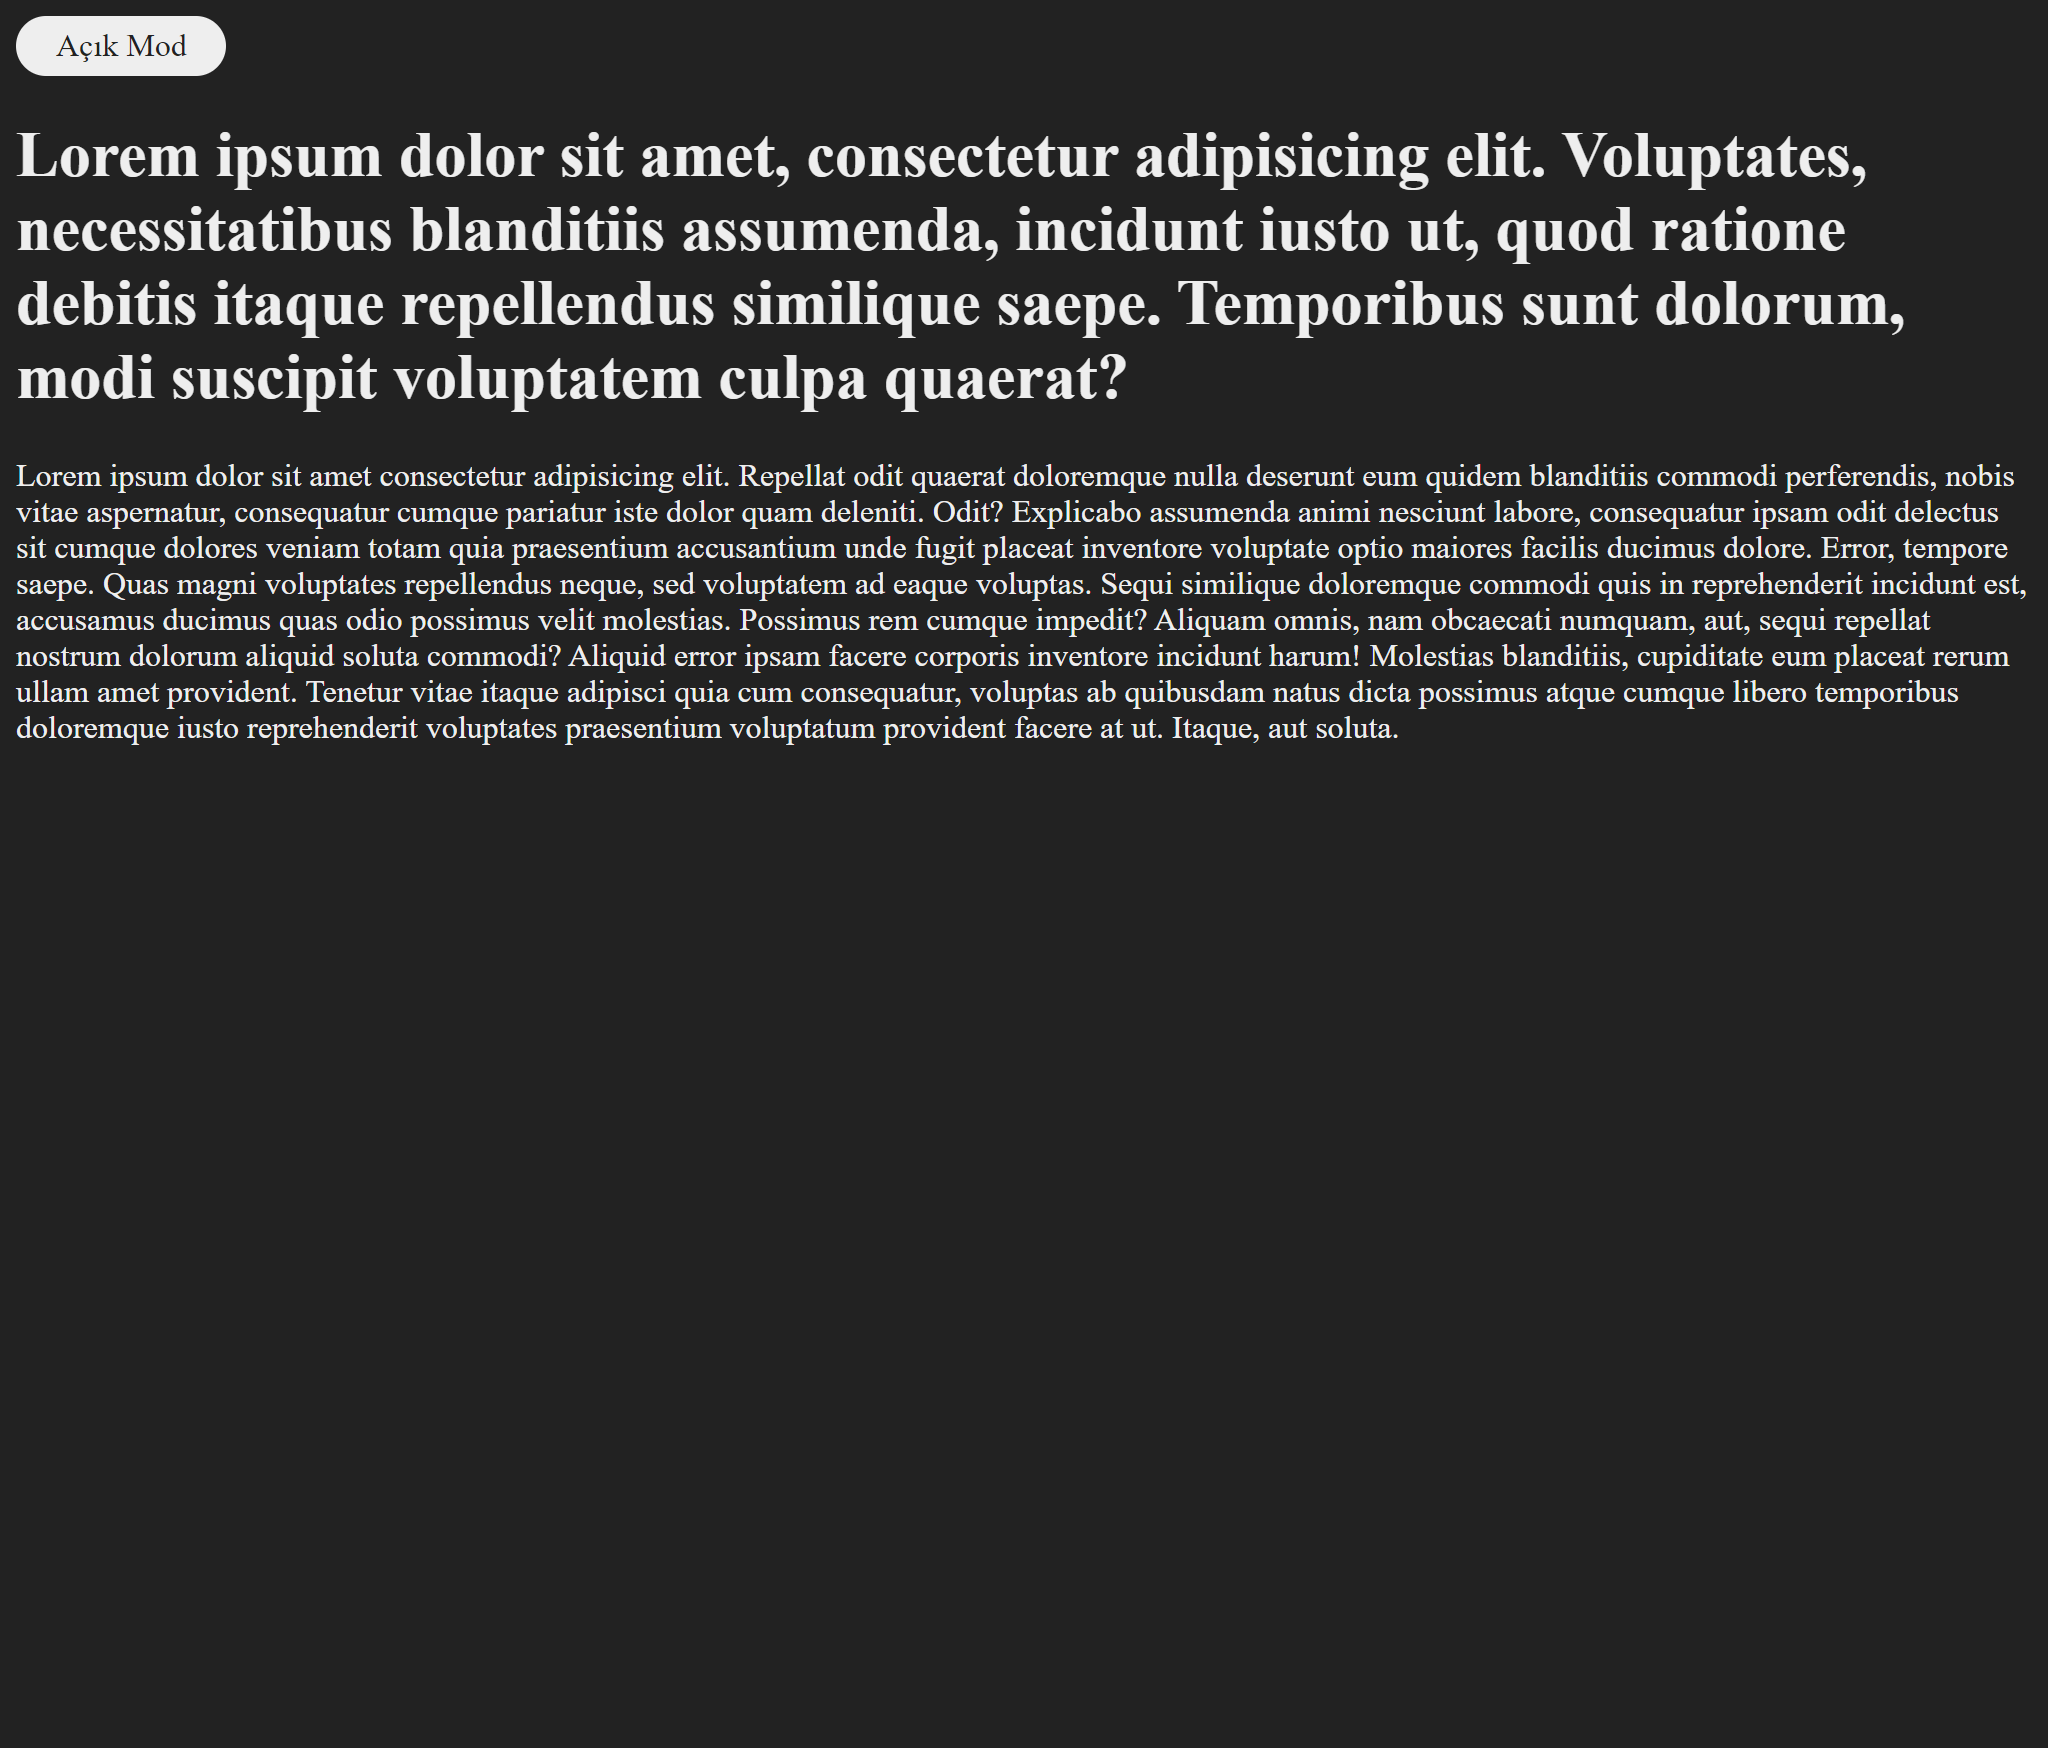 Açık Mod
Lorem ipsum dolor sit amet, consectetur adipisicing elit. Voluptates,
necessitatibus blanditiis assumenda, incidunt iusto ut, quod ratione
debitis itaque repellendus similique saepe. Temporibus sunt dolorum,
modi suscipit voluptatem culpa quaerat?
Lorem ipsum dolor sit amet consectetur adipisicing elit. Repellat odit quaerat doloremque nulla deserunt eum quidem blanditiis commodi perferendis, nobis
vitae aspernatur, consequatur cumque pariatur iste dolor quam deleniti. Odit? Explicabo assumenda animi nesciunt labore, consequatur ipsam odit delectus
sit cumque dolores veniam totam quia praesentium accusantium unde fugit placeat inventore voluptate optio maiores facilis ducimus dolore. Error, tempore
saepe. Quas magni voluptates repellendus neque, sed voluptatem ad eaque voluptas. Sequi similique doloremque commodi quis in reprehenderit incidunt est,
accusamus ducimus quas odio possimus velit molestias. Possimus rem cumque impedit? Aliquam omnis, nam obcaecati numquam, aut, sequi repellat
nostrum dolorum aliquid soluta commodi? Aliquid error ipsam facere corporis inventore incidunt harum! Molestias blanditiis, cupiditate eum placeat rerum
ullam amet provident. Tenetur vitae itaque adipisci quia cum consequatur, voluptas ab quibusdam natus dicta possimus atque cumque libero temporibus
doloremque iusto reprehenderit voluptates praesentium voluptatum provident facere at ut. Itaque, aut soluta.